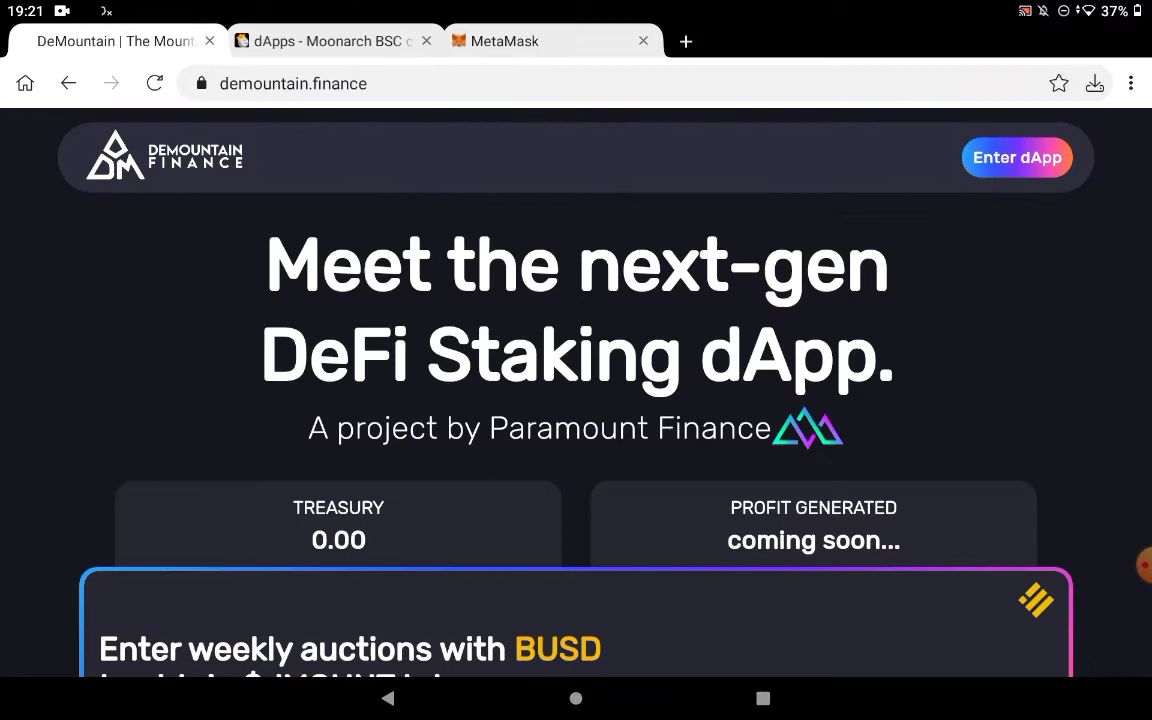 19:21
37%
DeMountain | The Mount
dApps - Moonarch BSC c
MetaMask
demountain.finance
DEMOUNTAIN
FINANCE
Enter dApp
Meet the next-gen
DeFi Staking dApp.
A project by Paramount Finance
TREASURY
PROFIT GENERATED
0.00
coming soon...
Enter weekly auctions with BUSD